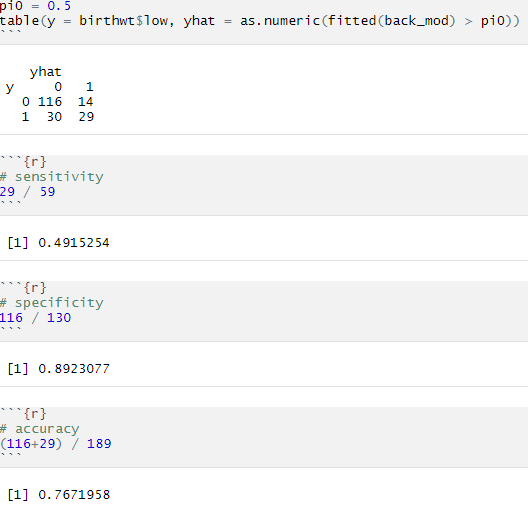 pi0 = 0.5
table(y = birthwt$low, yhat = as.numeric(fitted(back_mod) > pi0))
```
yhat
y 0 1
0 116 14
1 30 29
```{r}
# sensitivity
29 / 59
```
[1] 0.4915254
```{r}
# specificity
116 / 130
```
[1] 0.8923077
```{r}
# accuracy
(116+29) / 189
```
[1] 0.7671958